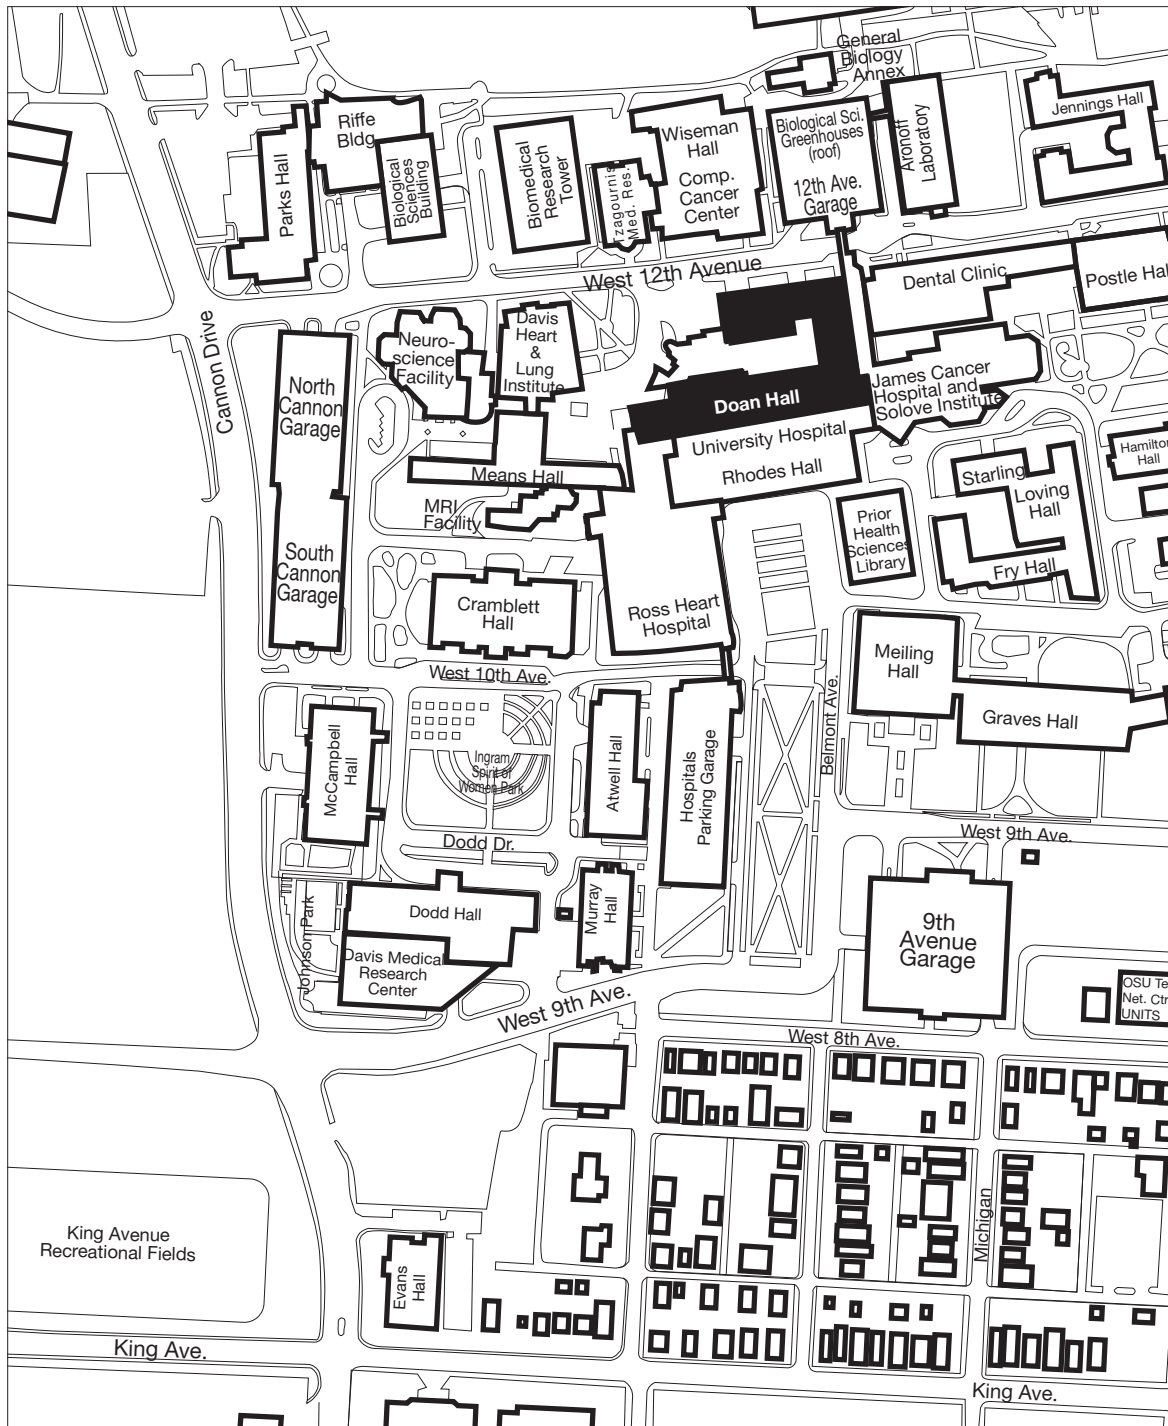 General
Biology
Annex
Jennings Hall
Riffe
Bldg.
Wiseman
Hall
Comp.
Cancer
Center
Biological Sci.
Greenhouses
(roof)
12th Ave.
Garage
Aronoff
Laboratory
Parks Hall
Biological
Sciences
Building
Biomedical
Research
Tower
Tzagournis
Med. Res.
West 12th Avenue
Dental Clinic
Postle Hal
Cannon Drive
Neuro-
science
Facility
Davis
Heart
&
Lung
Institute
North
Cannon
Garage
Doan Hall
James Cancer
Hospital and
Solove Institute
University Hospital
Rhodes Hall
Hamilton
Hall
Means Hall
Starling
Loving
Hall
MRI
Facility
Prior
Health
Sciences
Library
Fry Hall
South
Cannon
Garage
Cramblett
Hall
Ross Heart
Hospital
Meiling
Hall
West 10th Ave.
Belmont Ave.
Graves Hall
McCampbell
Hall
Ingram
Spirit of
Women Park
Atwell Hall
Hospitals
Parking Garage
West 9th Ave.
Dodd Dr.
Dodd Hall
Murray
Hall
9th
Avenue
Garage
Johnson Park
Davis Medical
Research
Center
OSU Te
Net. Ctr
UNITS
West 9th Ave.
West 8th Ave.
Michigan
King Avenue
Recreational Fields
Evans
Hall
King Ave.
King Ave.